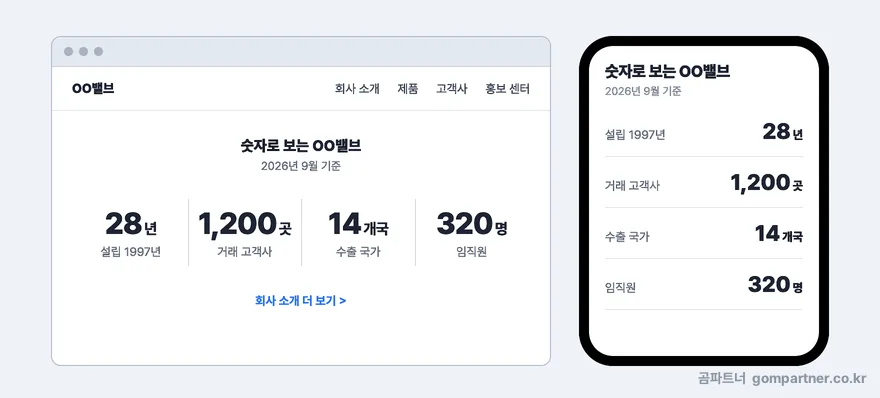 OO밸브
회사 소개 제품 고객사 홍보 센터
숫자로 보는 OO밸브
2026년 9월 기준
28년 1,200곳 14개국 320명
설립 1997년 거래 고객사 수출 국가 임직원
회사 소개 더 보기 >
숫자로 보는 OO밸브
2026년 9월 기준
설립 1997년 28년
거래 고객사 1,200곳
수출 국가 14개국
임직원 320명
곰파트너 gompartner.co.kr